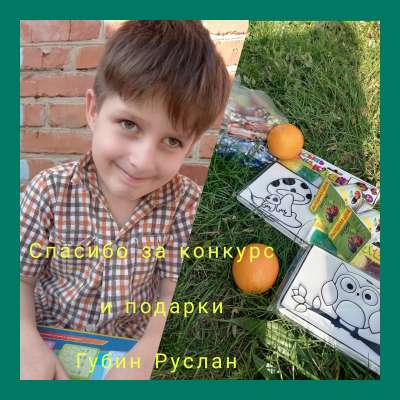 Спасибо за конкурс
и подарки
Губин Руслан